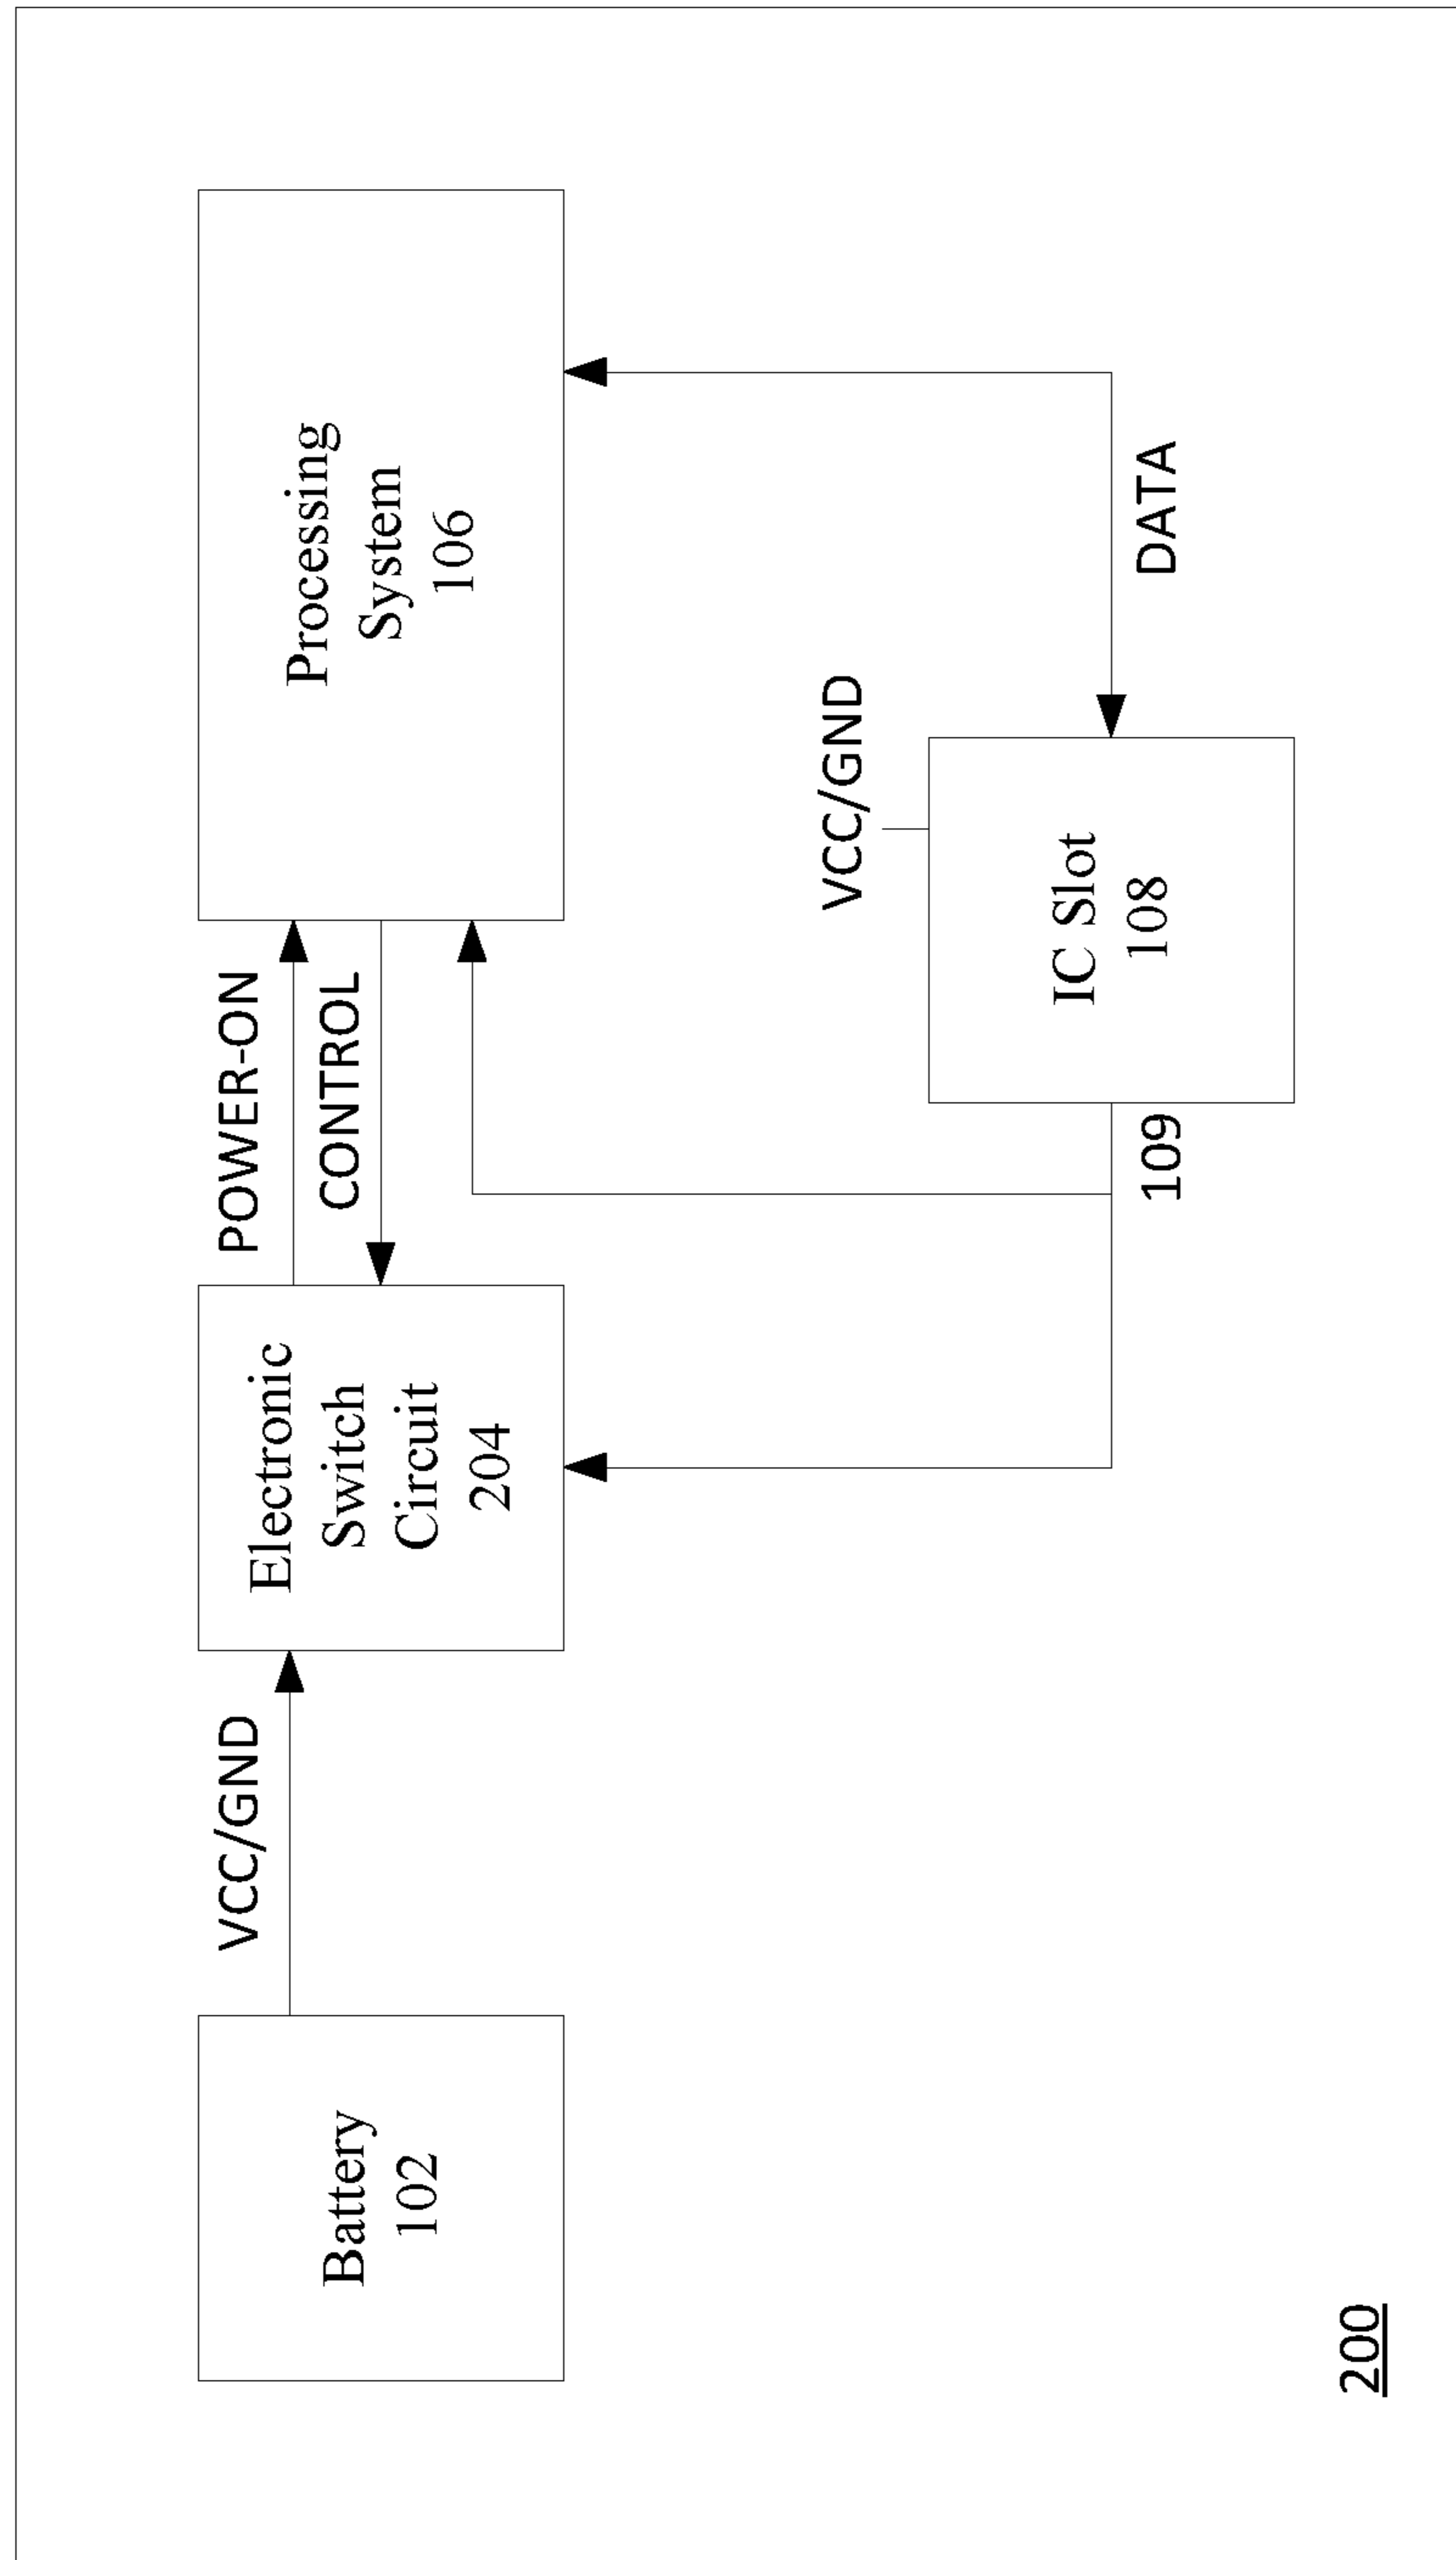 Battery
102
VCC/GND
Electronic
Switch
Circuit
204
POWER-ON
CONTROL
Processing
System
106
VCC/GND
IC Slot
108
109
DATA
200